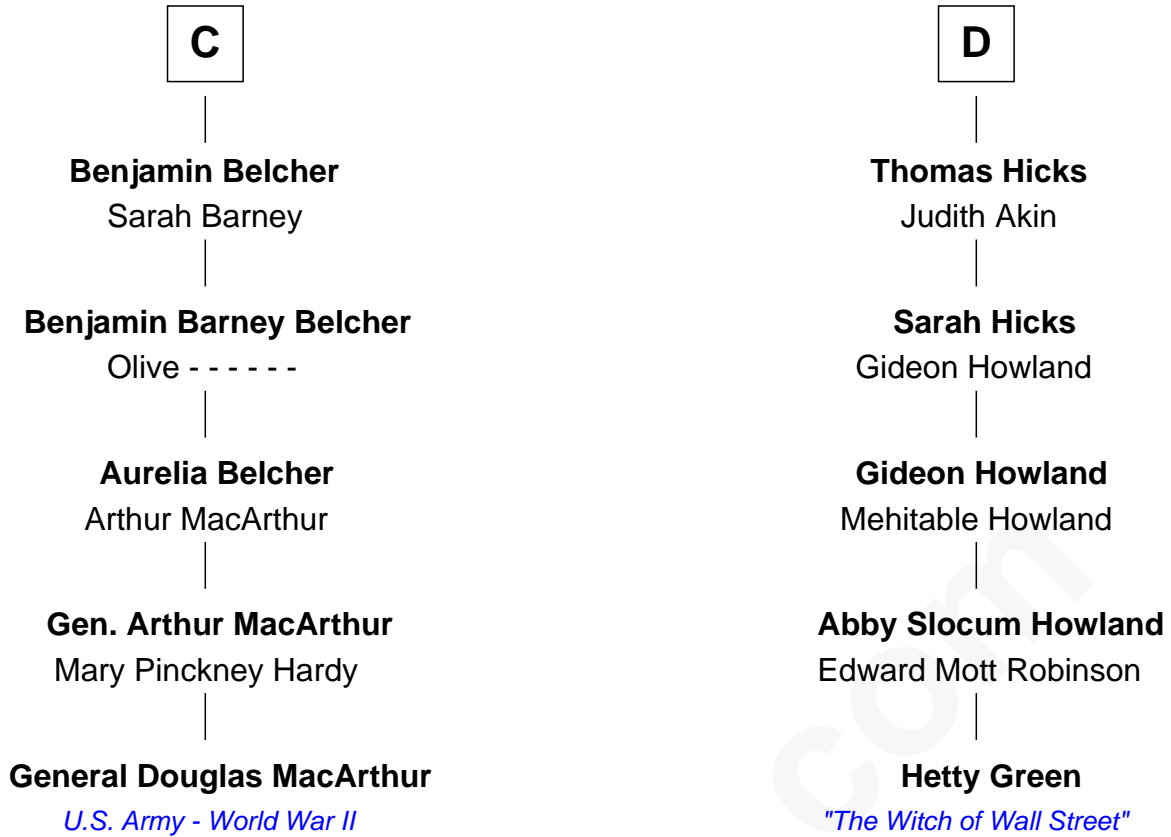 C
Benjamin Belcher
Sarah Barney
Benjamin Barney Belcher
Olive - - - - - -
Aurelia Belcher
Arthur MacArthur
Gen. Arthur MacArthur
Mary Pinckney Hardy
General Douglas MacArthur
U.S. Army - World War II
D
Thomas Hicks
Judith Akin
Sarah Hicks
Gideon Howland
Gideon Howland
Mehitable Howland
Abby Slocum Howland
Edward Mott Robinson
Hetty Green
"The Witch of Wall Street"
com